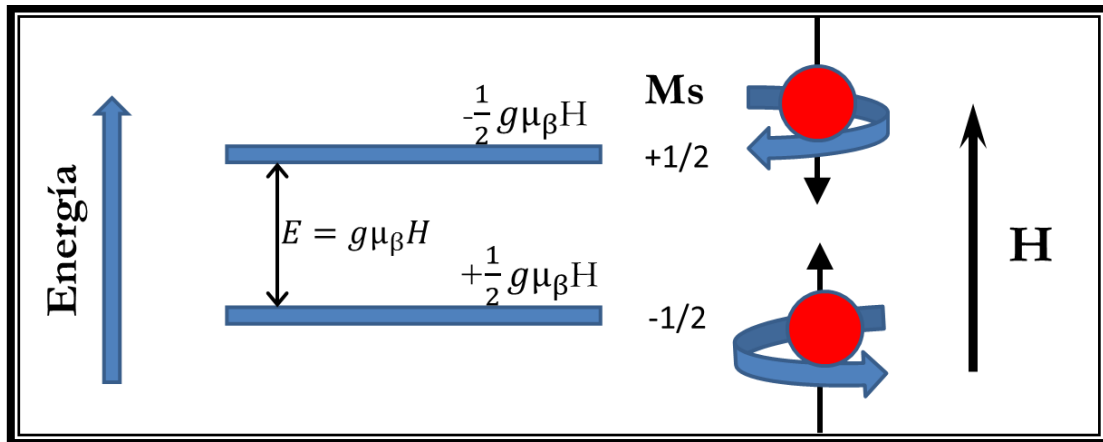 Energía
-1/2 gμᵦH
E = gμᵦH
+1/2 gμᵦH
Ms
+1/2
-1/2
H